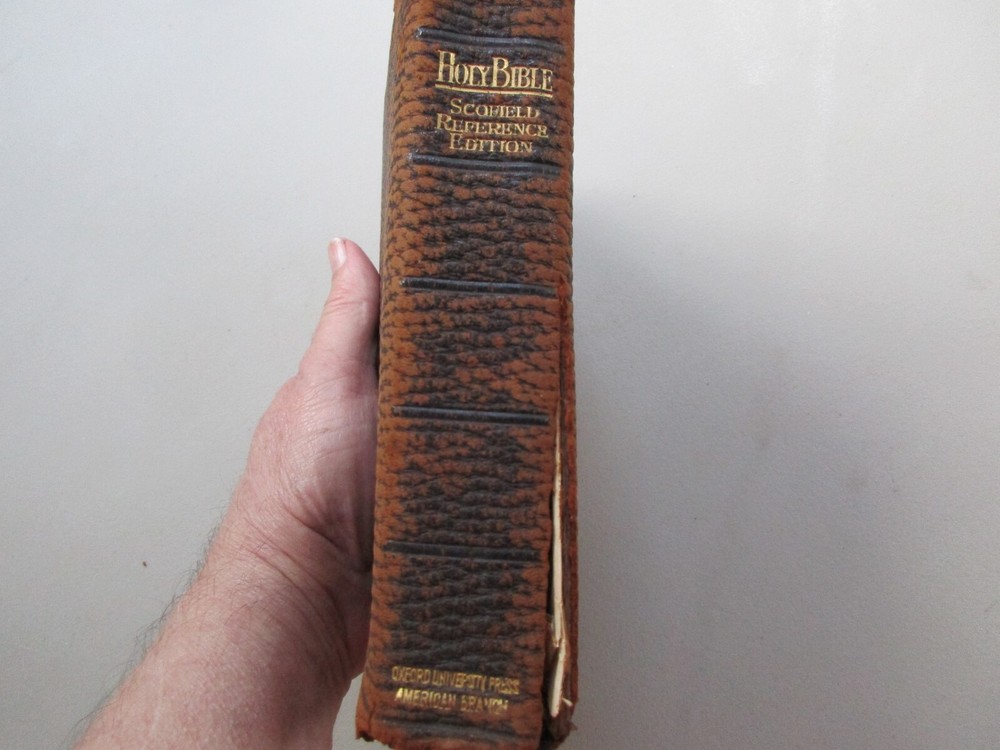 HOLY BIBLE
SCOFIELD
REFERENCE
EDITION
OXFORD UNIVERSITY PRESS
AMERICAN BRANCH